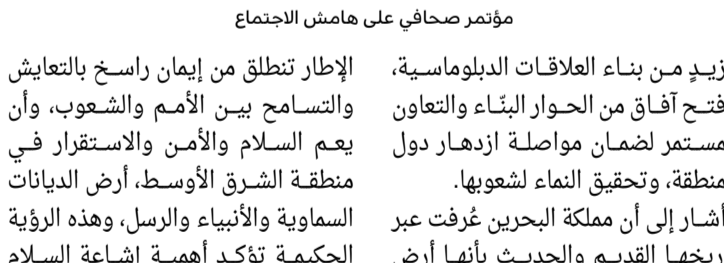 مؤتمر صحافي على هامش الاجتماع
زيدٍ من بناء العلاقات الدبلوماسية،
فتح آفاق من الحوار البنّاء والتعاون
مستمر لضمان مواصلة ازدهار دول
منطقة، وتحقيق النماء لشعوبها.
أشار إلى أن مملكة البحرين عُرفت عبر
ريخها القديم والحديث بأنها أرض
الإطار تنطلق من إيمان راسخ بالتعايش
والتسامح بين الأمم والشعوب، وأن
يعم السلام والأمن والاستقرار في
منطقة الشرق الأوسط، أرض الديانات
السماوية والأنبياء والرسل، وهذه الرؤية
الحكيمة تؤكد أهمية إشاعة السلام